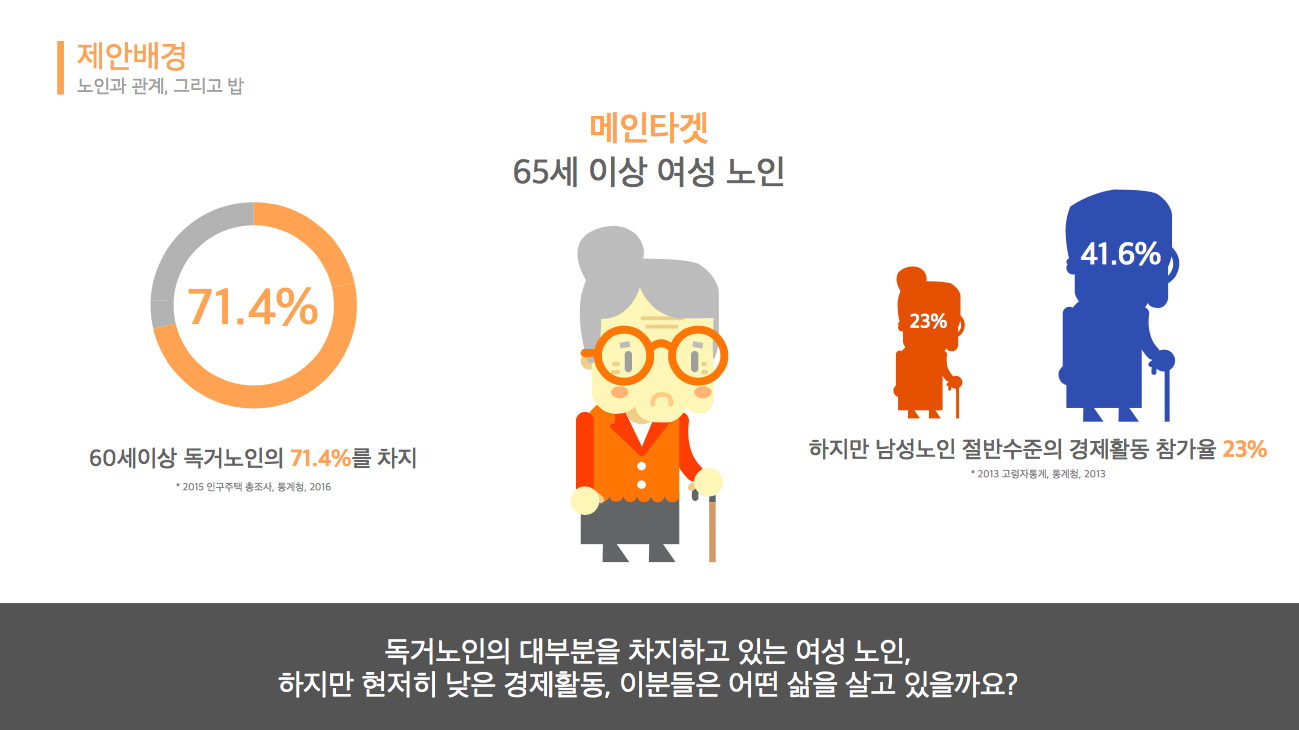 제안배경
노인과 관계, 그리고 밥
메인타겟
65세 이상 여성 노인
71.4%
60세이상 독거노인의 71.4%를 차지
* 2015 인구주택 총조사, 통계청, 2016
23%
41.6%
하지만 남성노인 절반수준의 경제활동 참가율 23%
* 2013 고령자통계, 통계청, 2013
독거노인의 대부분을 차지하고 있는 여성 노인,
하지만 현저히 낮은 경제활동, 이분들은 어떤 삶을 살고 있을까요?